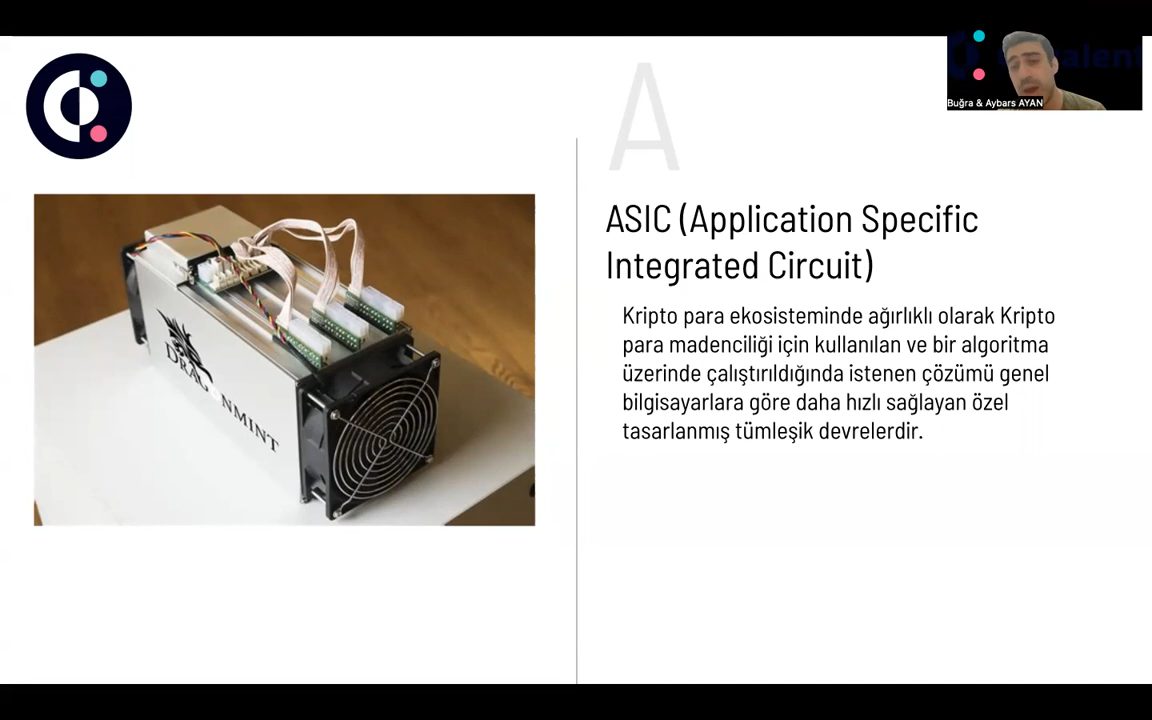 A
Buğra & Aybars AYAN
ASIC (Application Specific
Integrated Circuit)
Kripto para ekosisteminde ağırlıklı olarak Kripto
para madenciliği için kullanılan ve bir algoritma
üzerinde çalıştırıldığında istenen çözümü genel
bilgisayarlara göre daha hızlı sağlayan özel
tasarlanmış tümleşik devrelerdir.
DRAGONMINT